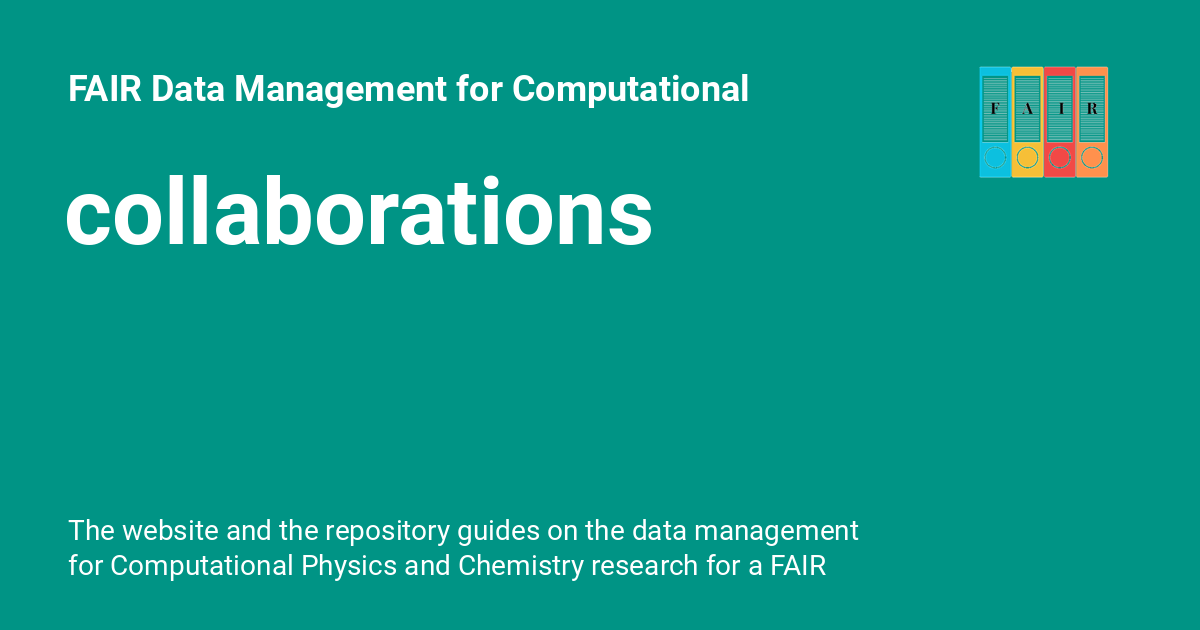 FAIR Data Management for Computational
F A I R
collaborations
The website and the repository guides on the data management
for Computational Physics and Chemistry research for a FAIR